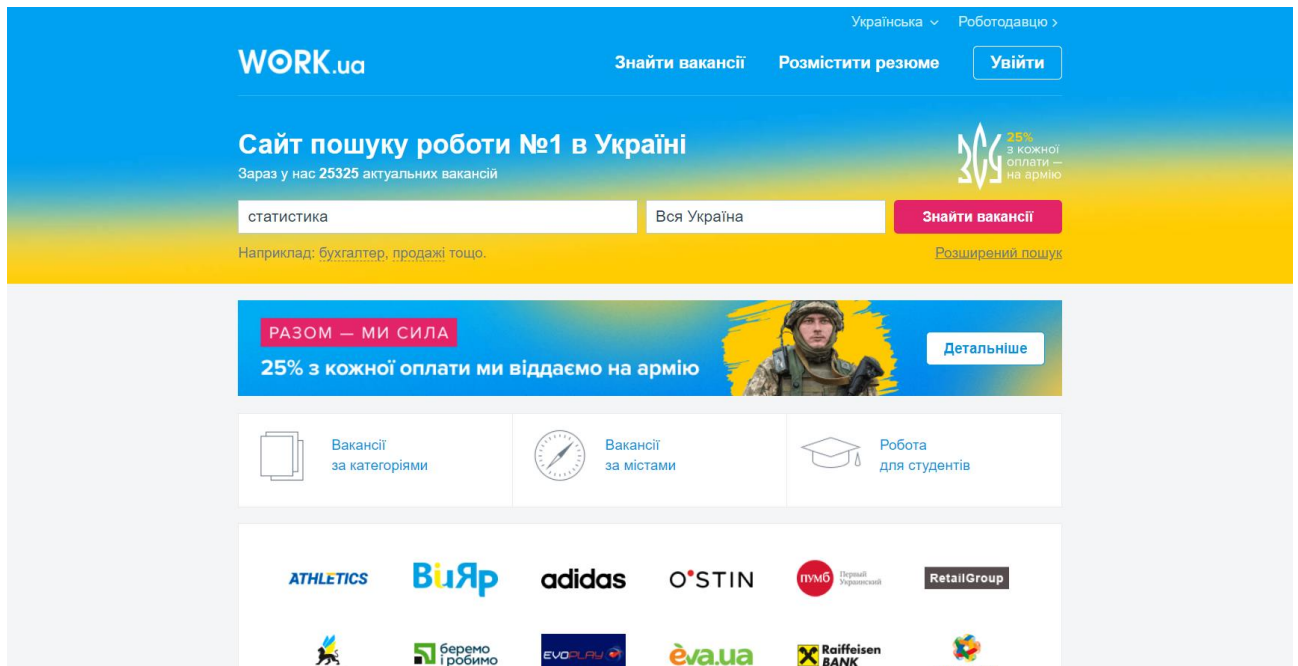 Українська
Роботодавцю
WORK.ua
Знайти вакансії
Розмістити резюме
Увійти
Сайт пошуку роботи №1 в Україні
Зараз у нас 25325 актуальних вакансій
25%
з кожної
оплати —
на армію
статистика
Вся Україна
Знайти вакансії
Наприклад: бухгалтер, продажі тощо.
Розширений пошук
РАЗОМ — МИ СИЛА
25% з кожної оплати ми віддаємо на армію
Детальніше
Вакансії
за категоріями
Вакансії
за містами
Робота
для студентів
ATHLETICS
ВиЯр
adidas
O'STIN
пумб
Первый
Украинский
RetailGroup
беремо
і робимо
EVOPLAY
èva.ua
Raiffeisen
BANK